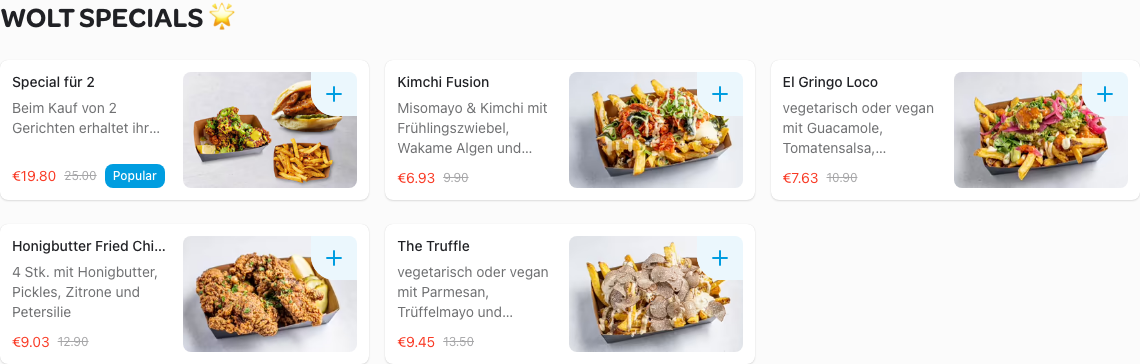 WOLT SPECIALS 🌟
Special für 2
Beim Kauf von 2
Gerichten erhaltet ihr...
€19.80 25.00 Popular
Kimchi Fusion
Misomayo & Kimchi mit
Frühlingszwiebel,
Wakame Algen und...
€6.93 9.90
El Gringo Loco
vegetarisch oder vegan
mit Guacamole,
Tomatensalsa,...
€7.63 10.90
Honigbutter Fried Chi...
4 Stk. mit Honigbutter,
Pickles, Zitrone und
Petersilie
€9.03 12.90
The Truffle
vegetarisch oder vegan
mit Parmesan,
Trüffelmayo und...
€9.45 13.50